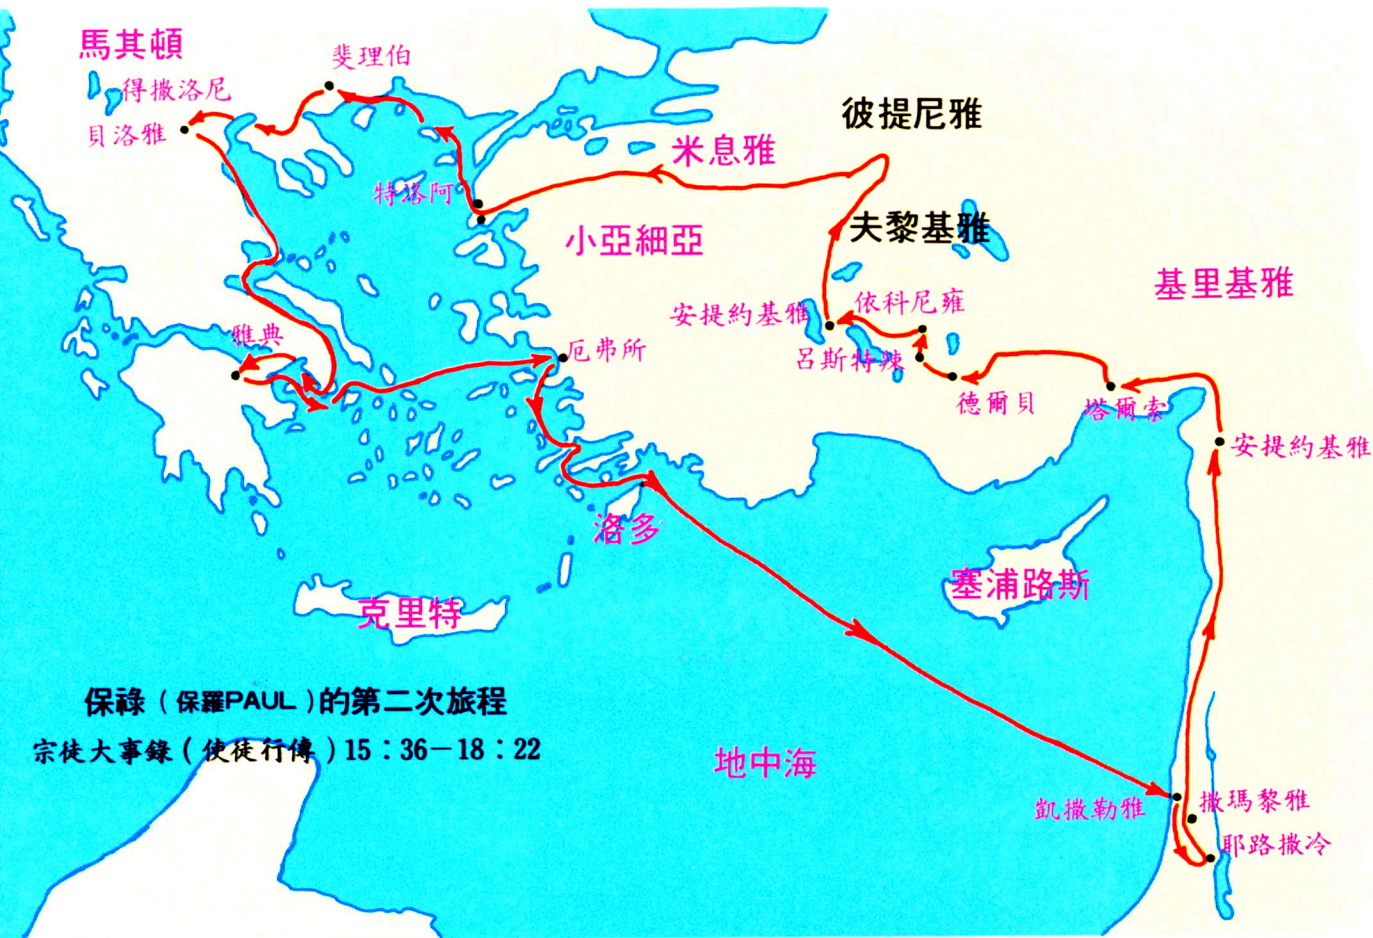 馬其頓
斐理伯
得撒洛尼
貝洛雅
彼提尼雅
米息雅
特洛阿
小亞細亞
夫黎基雅
基里基雅
安提約基雅
依科尼雍
雅典
厄弗所
呂斯特辣
德爾貝
塔爾索
安提約基雅
洛多
塞浦路斯
克里特
保祿（保羅PAUL）的第二次旅程
宗徒大事錄（使徒行傳）15：36－18：22
地中海
凱撒勒雅
撒瑪黎雅
耶路撒冷